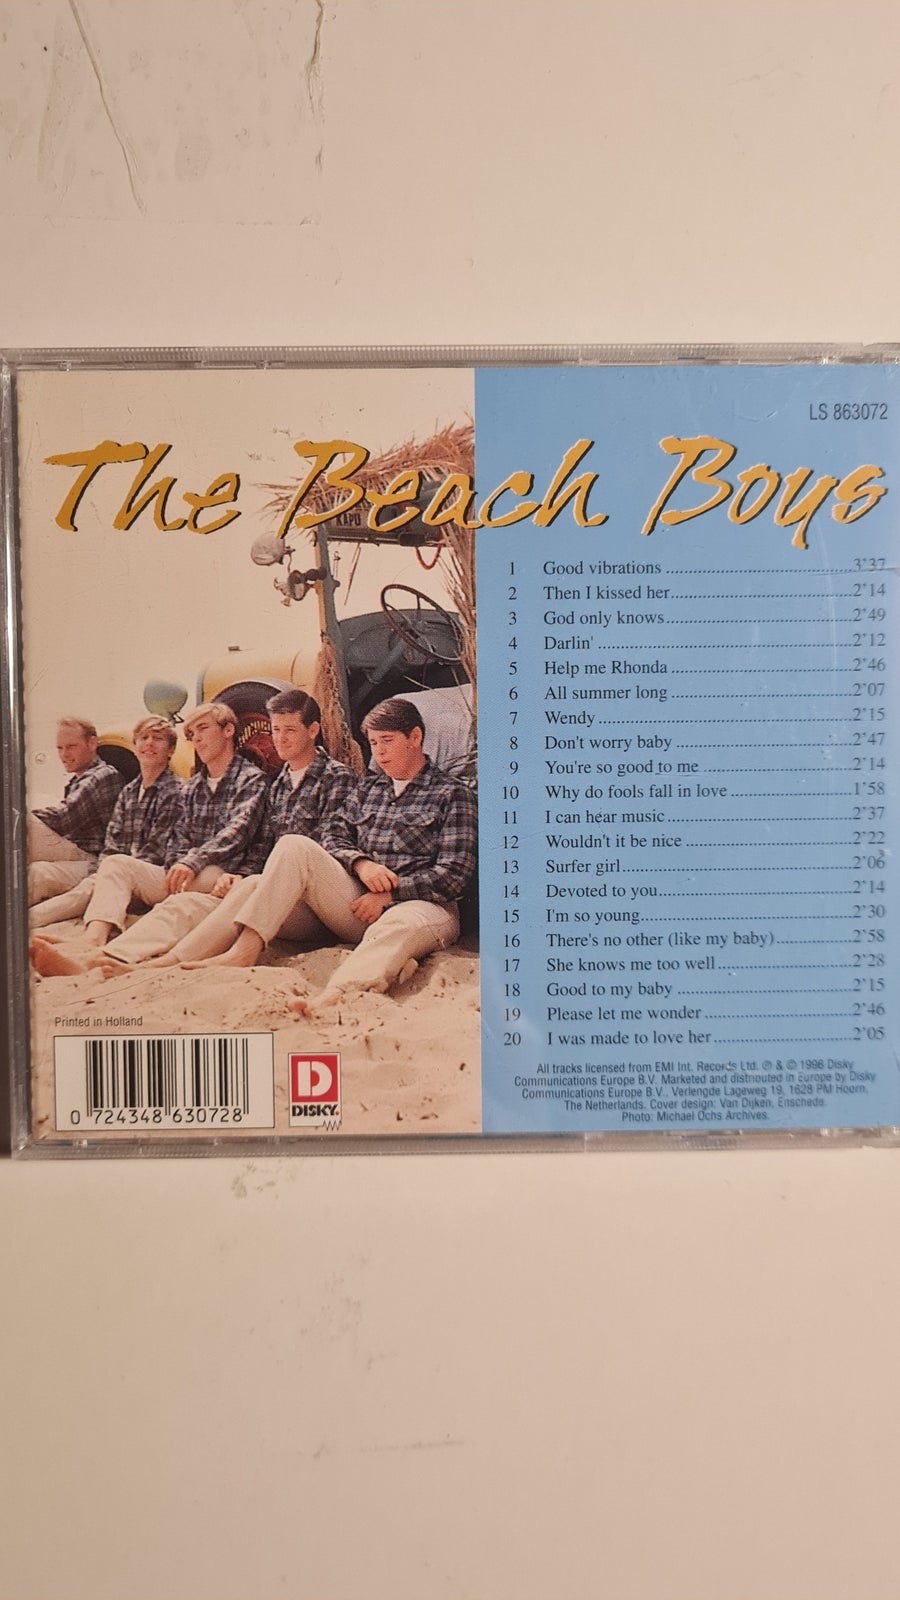 LS 863072
The Beach Boys
KAPU
1 Good vibrations 3'37
2 Then I kissed her 2'14
3 God only knows 2'49
4 Darlin' 2'12
5 Help me Rhonda 2'46
6 All summer long 2'07
7 Wendy 2'15
8 Don't worry baby 2'47
9 You're so good to me 2'14
10 Why do fools fall in love 1'58
11 I can hear music 2'37
12 Wouldn't it be nice 2'22
13 Surfer girl 2'06
14 Devoted to you 2'14
15 I'm so young 2'30
16 There's no other (like my baby) 2'58
17 She knows me too well 2'28
18 Good to my baby 2'15
19 Please let me wonder 2'46
20 I was made to love her 2'05
All tracks licensed from EMI Int. Records Ltd. ℗ & © 1996 Disky
Communications Europe B.V. Marketed and distributed in Europe by Disky
Communications Europe B.V., Verlengde Lageweg 19, 1628 PM Hoorn,
The Netherlands. Cover design: Van Dijken, Enschede.
Photo: Michael Ochs Archives.
Printed in Holland
0 724348 630728
D
DISKY